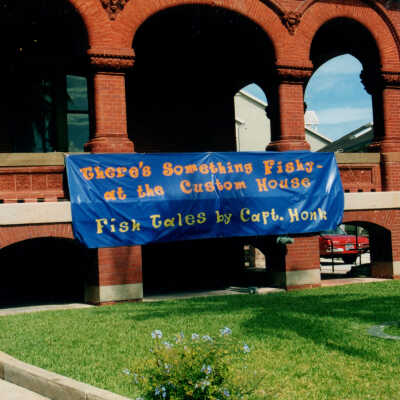 There's Something Fishy-
at the Custom House
Fish Tales by Capt. Honk